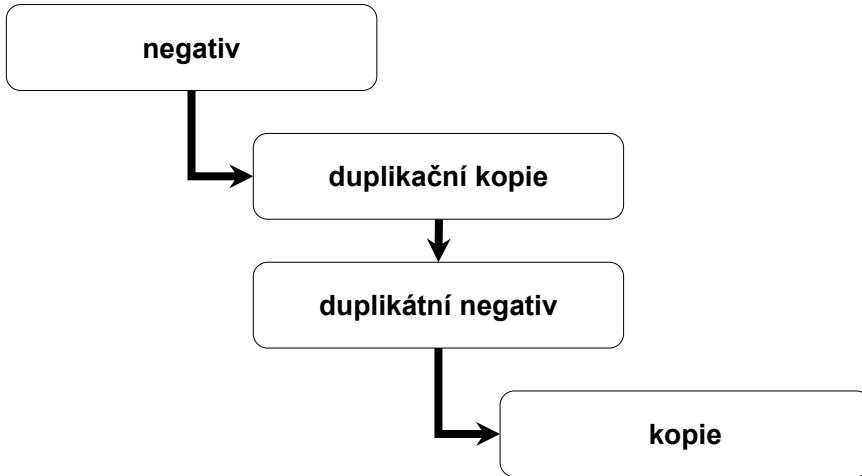 negativ
duplikační kopie
duplikátní negativ
kopie